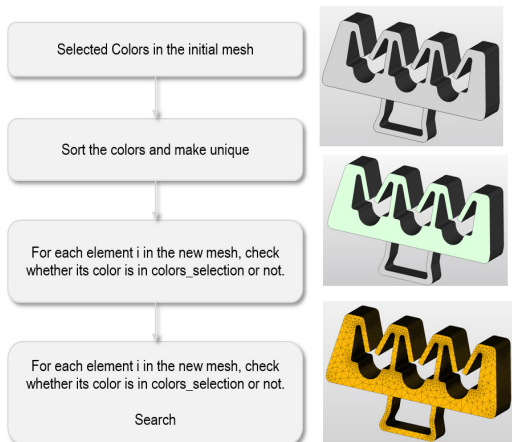 Selected Colors in the initial mesh
Sort the colors and make unique
For each element i in the new mesh, check
whether its color is in colors_selection or not.
For each element i in the new mesh, check
whether its color is in colors_selection or not.
Search